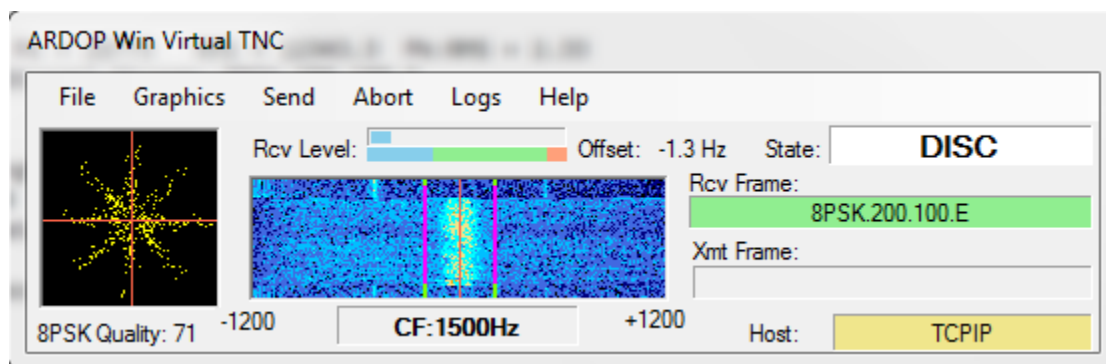 ARDOP Win Virtual TNC
File Graphics Send Abort Logs Help
Rcv Level: Offset: -1.3 Hz State: DISC
Rcv Frame:
8PSK.200.100.E
Xmt Frame:
8PSK Quality: 71 -1200 CF:1500Hz +1200 Host: TCPIP